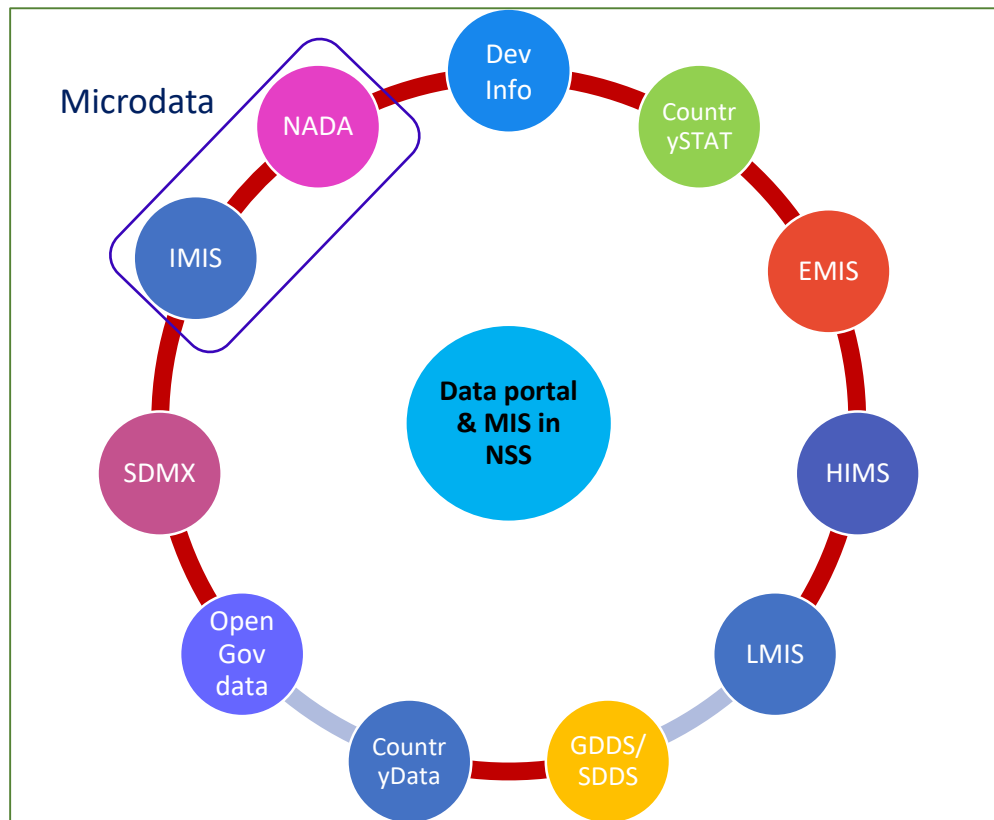 Microdata
NADA
Dev
Info
Countr
ySTAT
IMIS
EMIS
Data portal
& MIS in
NSS
SDMX
HIMS
Open
Gov
data
LMIS
Countr
yData
GDDS/
SDDS